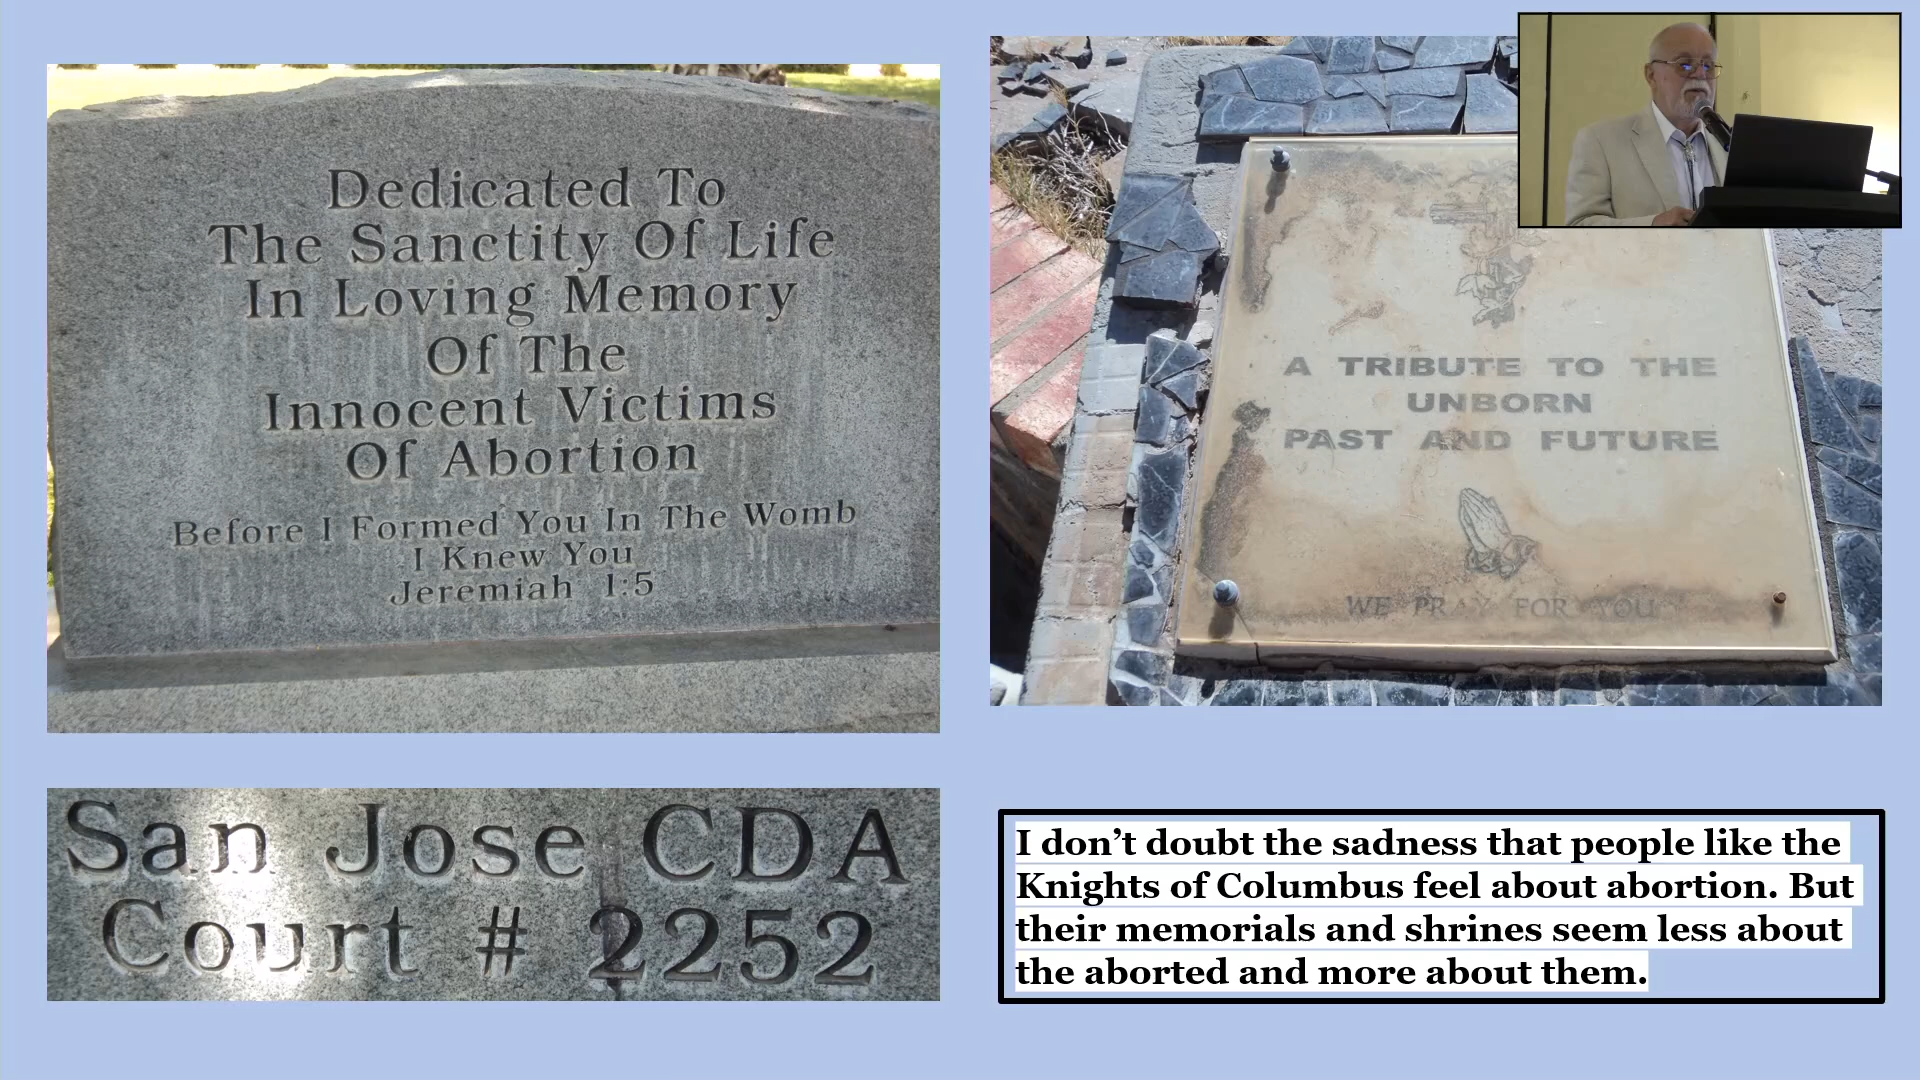 Dedicated To
The Sanctity Of Life
In Loving Memory
Of The
Innocent Victims
Of Abortion
Before I Formed You In The Womb
I Knew You
Jeremiah 1:5
San Jose CDA
Court # 2252
A TRIBUTE TO THE
UNBORN
PAST AND FUTURE
WE PRAY FOR YOU
I don’t doubt the sadness that people like the
Knights of Columbus feel about abortion. But
their memorials and shrines seem less about
the aborted and more about them.